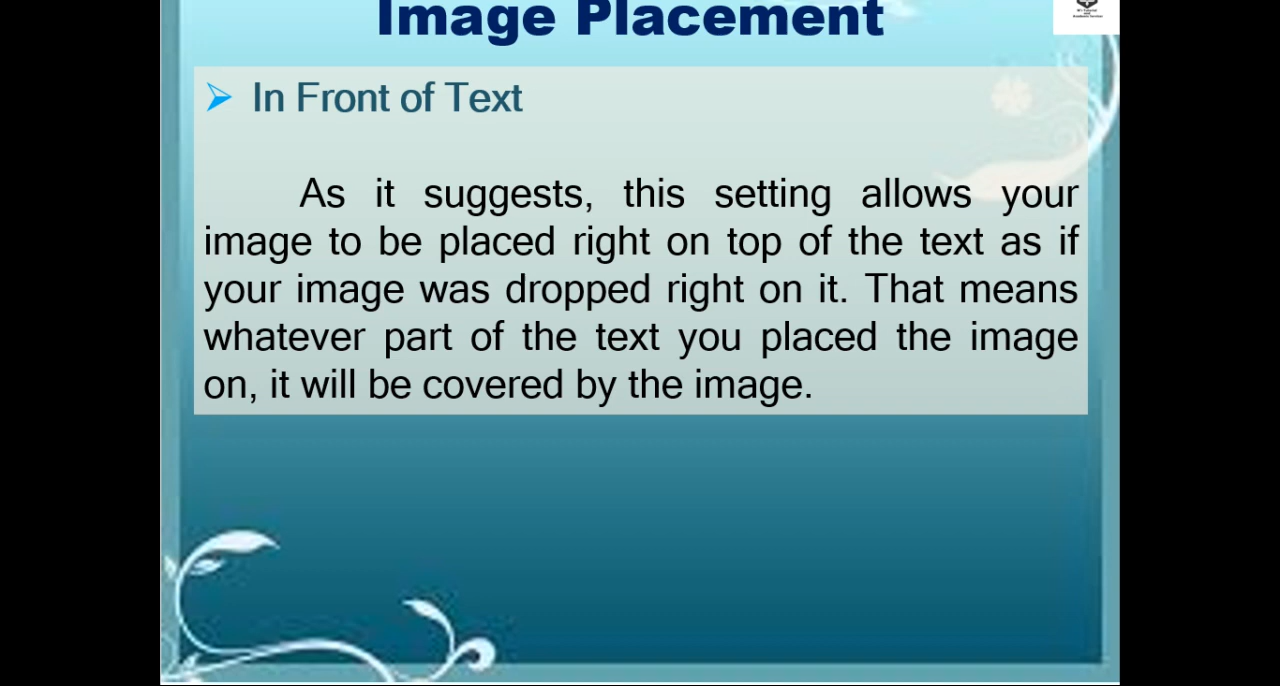 Image Placement
In Front of Text
As it suggests, this setting allows your
image to be placed right on top of the text as if
your image was dropped right on it. That means
whatever part of the text you placed the image
on, it will be covered by the image.